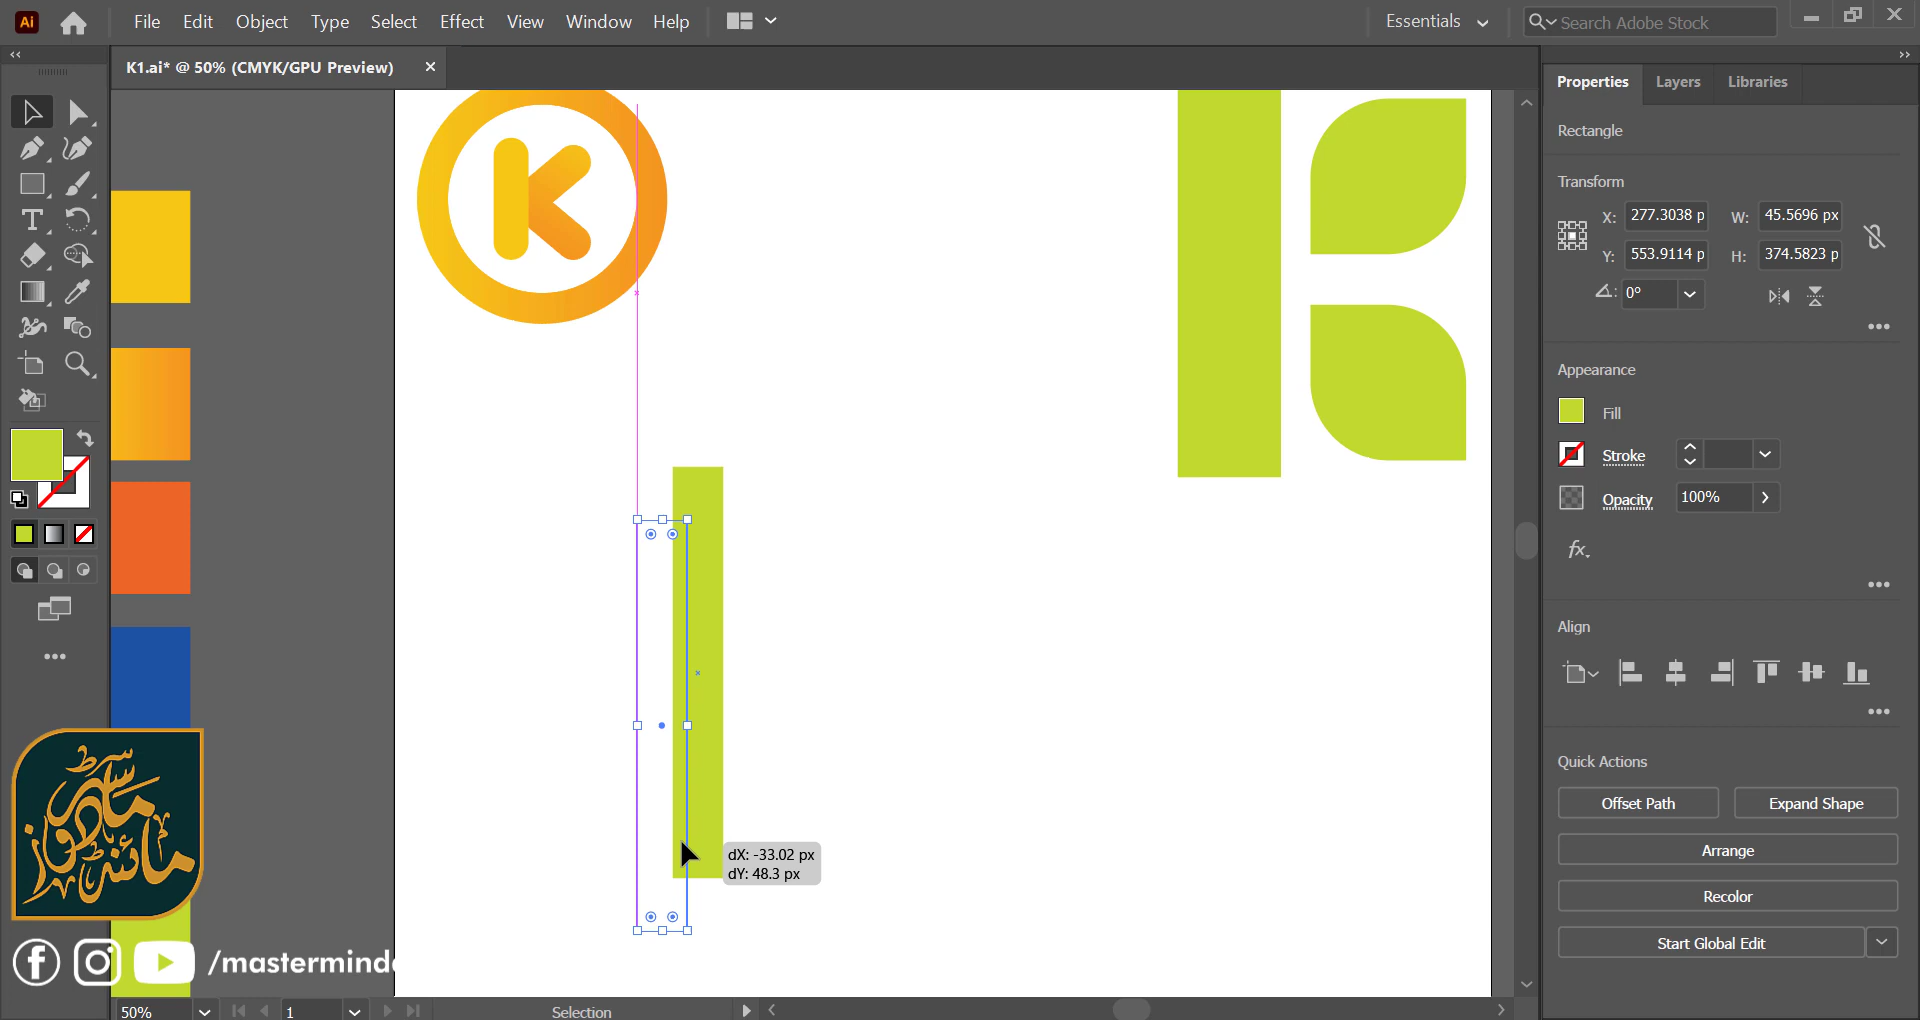 Ai File Edit Object Type Select Effect View Window Help Essentials Search Adobe Stock
K1.ai* @ 50% (CMYK/GPU Preview) ×
Properties Layers Libraries
Rectangle
Transform
X: 277.3038 p W: 45.5696 px
Y: 553.9114 p H: 374.5823 p
0°
Appearance
Fill
Stroke
Opacity 100%
fx
Align
Quick Actions
Offset Path Expand Shape
Arrange
Recolor
Start Global Edit
K
dX: -33.02 px
dY: 48.3 px
ماسٹر
مائنڈ
/mastermind
50% 1 Selection